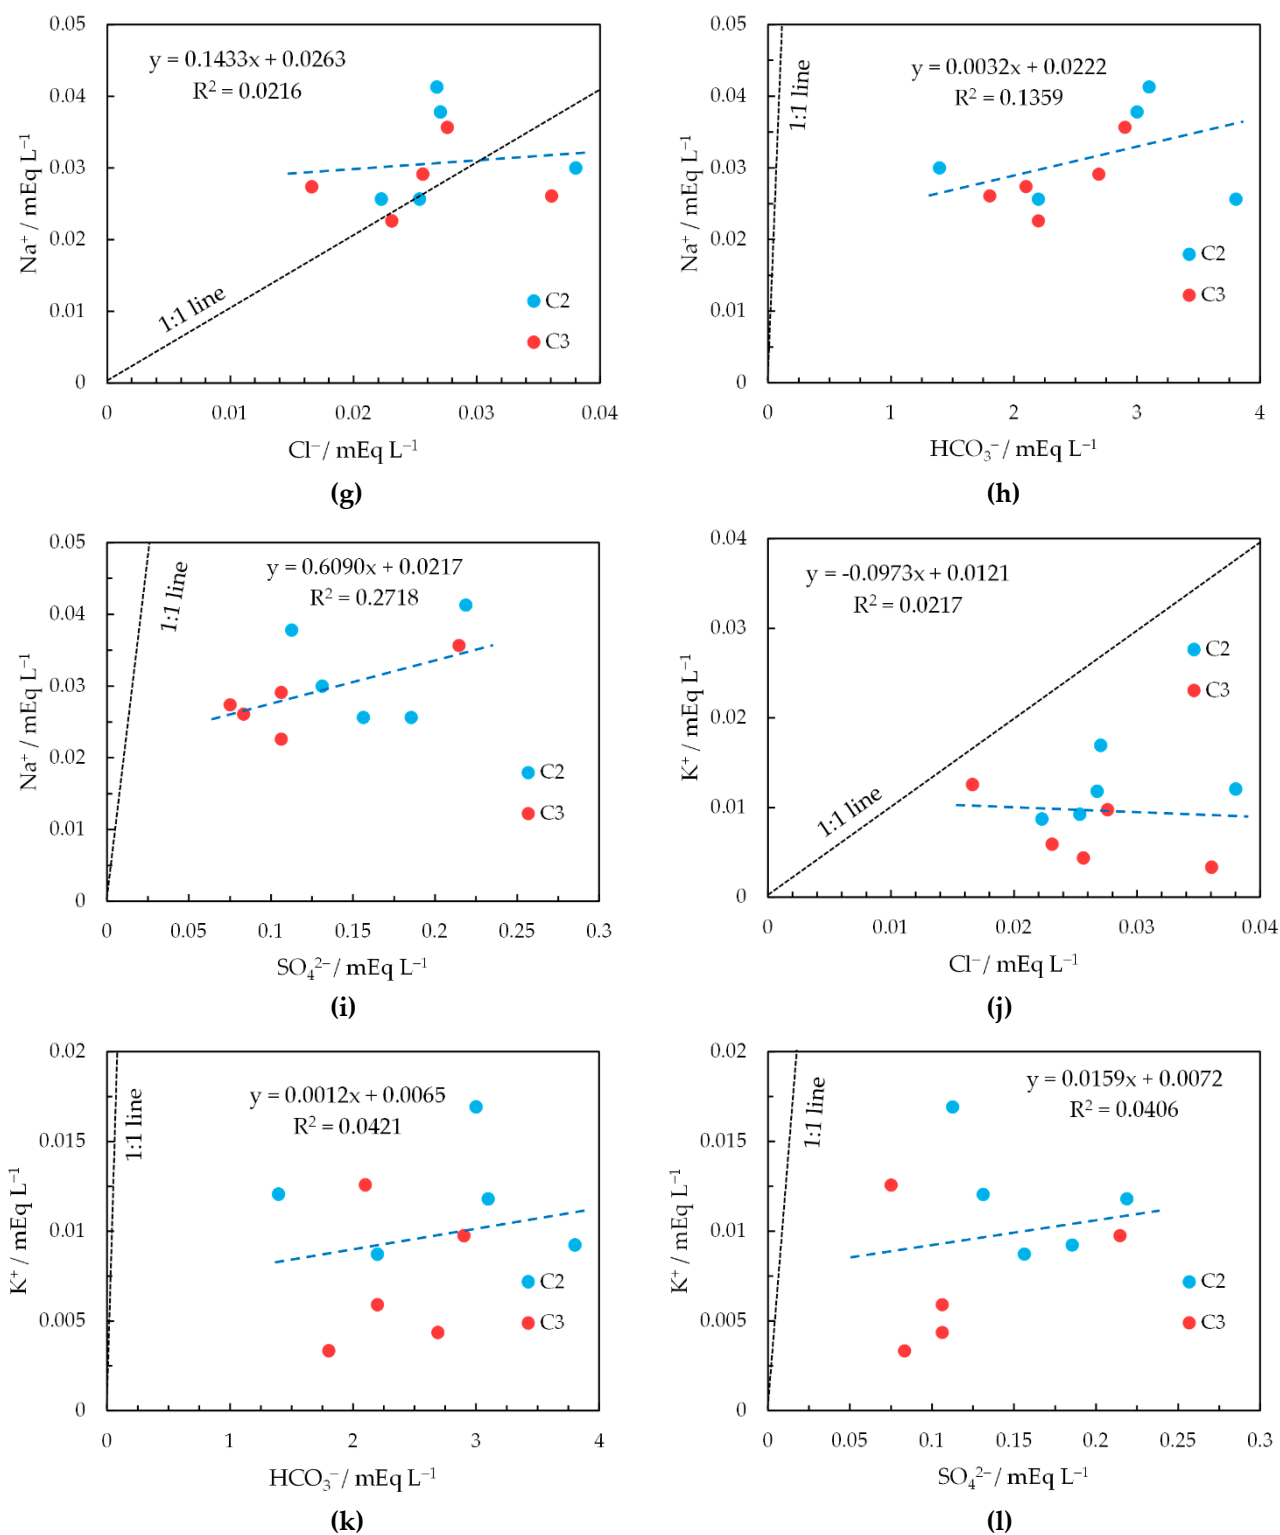 0.05
0.04
0.03
0.02
0.01
0
y = 0.1433x + 0.0263
R² = 0.0216
1:1 line
C2
C3
0 0.01 0.02 0.03 0.04
Na⁺ / mEq L⁻¹
Cl⁻ / mEq L⁻¹
(g)
0.05
0.04
0.03
0.02
0.01
0
1:1 line
y = 0.0032x + 0.0222
R² = 0.1359
C2
C3
0 1 2 3 4
Na⁺ / mEq L⁻¹
HCO₃⁻ / mEq L⁻¹
(h)
0.05
0.04
0.03
0.02
0.01
0
1:1 line
y = 0.6090x + 0.0217
R² = 0.2718
C2
C3
0 0.05 0.1 0.15 0.2 0.25 0.3
Na⁺ / mEq L⁻¹
SO₄²⁻ / mEq L⁻¹
(i)
0.04
0.03
0.02
0.01
0
y = -0.0973x + 0.0121
R² = 0.0217
1:1 line
C2
C3
0 0.01 0.02 0.03 0.04
K⁺ / mEq L⁻¹
Cl⁻ / mEq L⁻¹
(j)
0.02
0.015
0.01
0.005
0
1:1 line
y = 0.0012x + 0.0065
R² = 0.0421
C2
C3
0 1 2 3 4
K⁺ / mEq L⁻¹
HCO₃⁻ / mEq L⁻¹
(k)
0.02
0.015
0.01
0.005
0
1:1 line
y = 0.0159x + 0.0072
R² = 0.0406
C2
C3
0 0.05 0.1 0.15 0.2 0.25 0.3
K⁺ / mEq L⁻¹
SO₄²⁻ / mEq L⁻¹
(l)